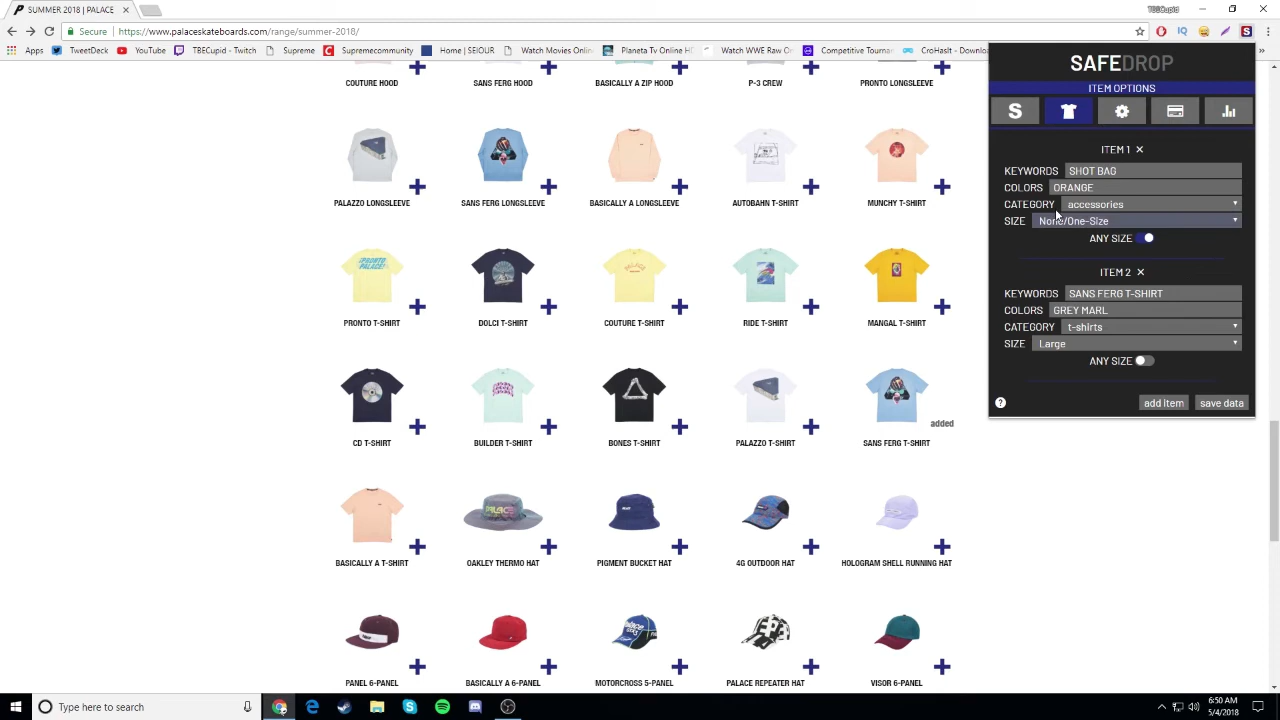 SUMMER 2018 | PALACE
TBECupid
Secure
https://www.palaceskateboards.com/range/summer-2018/
Apps TweetDeck YouTube TBECupid - Twitch Supreme Supremecommunity Home | SEIOUR Watch Movies Onlin Planeta Tv Online HD Watch WWE Raw On Competitive Tourna CroHasIt - Downlo
COUTURE HOOD SANS FERG HOOD BASICALLY A ZIP HOOD P-3 CREW PRONTO LONGSLEEVE
PALAZZO LONGSLEEVE SANS FERG LONGSLEEVE BASICALLY A LONGSLEEVE AUTOBAHN T-SHIRT MUNCHY T-SHIRT
PRONTO T-SHIRT DOLCI T-SHIRT COUTURE T-SHIRT RIDE T-SHIRT MANGAL T-SHIRT
added
CD T-SHIRT BUILDER T-SHIRT BONES T-SHIRT PALAZZO T-SHIRT SANS FERG T-SHIRT
BASICALLY A T-SHIRT OAKLEY THERMO HAT PIGMENT BUCKET HAT 4G OUTDOOR HAT HOLOGRAM SHELL RUNNING HAT
PANEL 6-PANEL BASICALLY A 6-PANEL MOTORCROSS 5-PANEL PALACE REPEATER HAT VISOR 6-PANEL
SAFEDROP
ITEM OPTIONS
S
ITEM 1 ×
KEYWORDS SHOT BAG
COLORS ORANGE
CATEGORY accessories
SIZE None/One-Size
ANY SIZE
ITEM 2 ×
KEYWORDS SANS FERG T-SHIRT
COLORS GREY MARL
CATEGORY t-shirts
SIZE Large
ANY SIZE
? add item save data
Type here to search
6:50 AM
5/4/2018